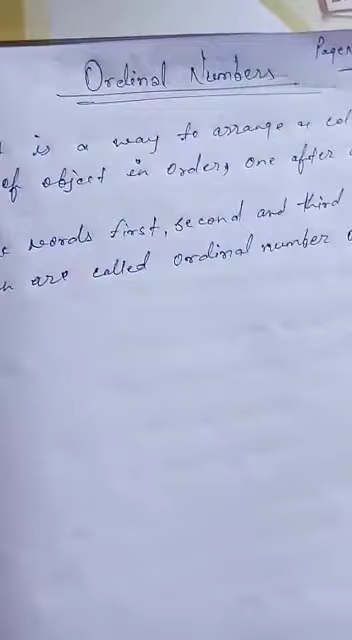 Ordinal Numbers
Page
is a way to arrange a col
of object in order, one after
words first, second and third
are called ordinal number